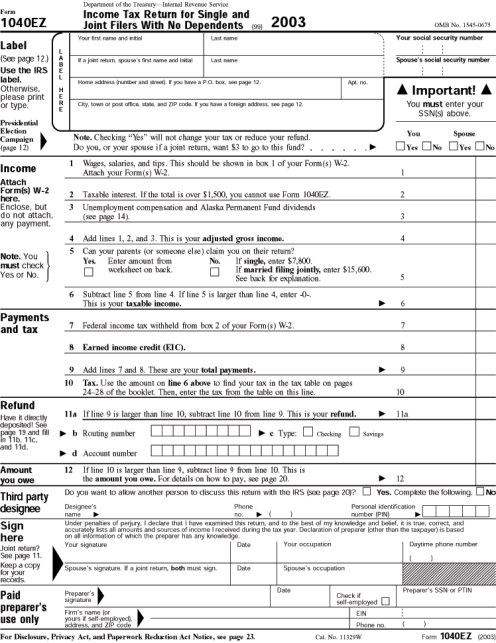 Department of the Treasury—Internal Revenue Service
Form
1040EZ
Income Tax Return for Single and
Joint Filers With No Dependents (99) 2003
OMB No. 1545-0675
Label
(See page 12.)
Use the IRS
label.
Otherwise,
please print
or type.
LABEL HERE
Your first name and initial Last name
If a joint return, spouse's first name and initial Last name
Home address (number and street). If you have a P.O. box, see page 12. Apt. no.
City, town or post office, state, and ZIP code. If you have a foreign address, see page 12.
Your social security number
Spouse's social security number
▲ Important! ▲
You must enter your
SSN(s) above.
Presidential
Election
Campaign
(page 12)
Note. Checking "Yes" will not change your tax or reduce your refund.
Do you, or your spouse if a joint return, want $3 to go to this fund? . . . . . . ▶
You Spouse
Yes No Yes No
Income
Attach
Form(s) W-2
here.
Enclose, but
do not attach,
any payment.
1 Wages, salaries, and tips. This should be shown in box 1 of your Form(s) W-2.
Attach your Form(s) W-2. 1
2 Taxable interest. If the total is over $1,500, you cannot use Form 1040EZ. 2
3 Unemployment compensation and Alaska Permanent Fund dividends
(see page 14). 3
4 Add lines 1, 2, and 3. This is your adjusted gross income. 4
Note. You
must check
Yes or No.
5 Can your parents (or someone else) claim you on their return?
Yes. Enter amount from No. If single, enter $7,800.
worksheet on back. If married filing jointly, enter $15,600.
See back for explanation. 5
6 Subtract line 5 from line 4. If line 5 is larger than line 4, enter -0-.
This is your taxable income. ▶ 6
Payments
and tax
7 Federal income tax withheld from box 2 of your Form(s) W-2. 7
8 Earned income credit (EIC). 8
9 Add lines 7 and 8. These are your total payments. ▶ 9
10 Tax. Use the amount on line 6 above to find your tax in the tax table on pages
24–28 of the booklet. Then, enter the tax from the table on this line. 10
Refund
Have it directly
deposited! See
page 19 and fill
in 11b, 11c,
and 11d.
11a If line 9 is larger than line 10, subtract line 10 from line 9. This is your refund. ▶ 11a
▶ b Routing number ▶ c Type: Checking Savings
▶ d Account number
Amount
you owe
12 If line 10 is larger than line 9, subtract line 9 from line 10. This is
the amount you owe. For details on how to pay, see page 20. ▶ 12
Third party
designee
Do you want to allow another person to discuss this return with the IRS (see page 20)? Yes. Complete the following. No
Designee's Phone Personal identification
name ▶ no. ▶ ( ) number (PIN) ▶
Sign
here
Joint return?
See page 11.
Keep a copy
for your
records.
Under penalties of perjury, I declare that I have examined this return, and to the best of my knowledge and belief, it is true, correct, and
accurately lists all amounts and sources of income I received during the tax year. Declaration of preparer (other than the taxpayer) is based
on all information of which the preparer has any knowledge.
Your signature Date Your occupation Daytime phone number
( )
Spouse's signature. If a joint return, both must sign. Date Spouse's occupation
Paid
preparer's
use only
Preparer's
signature
Date
Check if
self-employed
Preparer's SSN or PTIN
Firm's name (or
yours if self-employed),
address, and ZIP code
EIN
Phone no. ( )
For Disclosure, Privacy Act, and Paperwork Reduction Act Notice, see page 23. Cat. No. 11329W Form 1040EZ (2003)